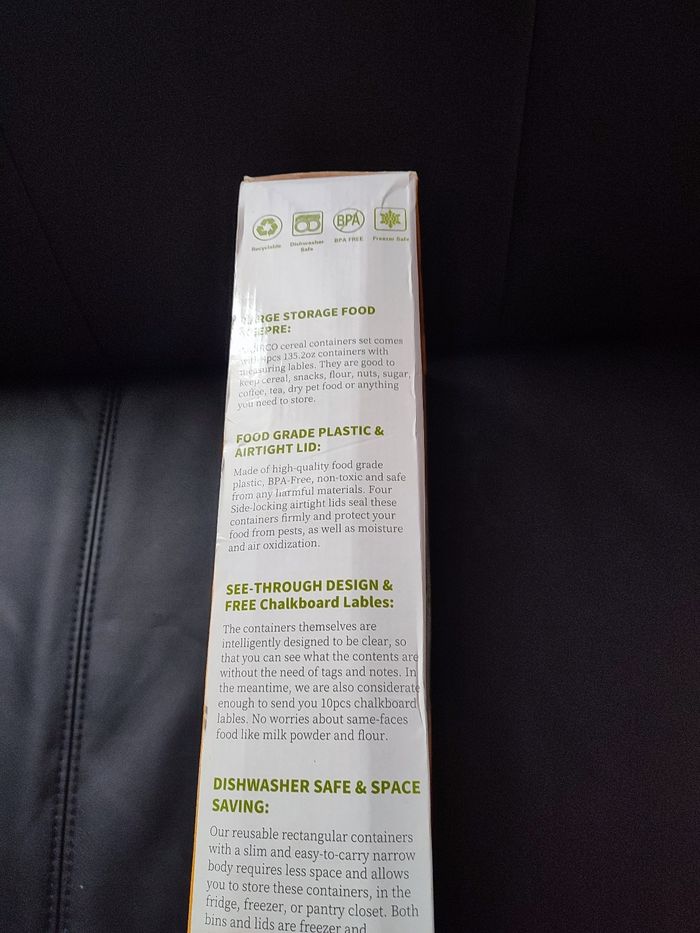 Recyclable
Dishwasher
Safe
BPA
BPA FREE
Freezer Safe
STORAGE FOOD
cereal containers set comes
135.2oz containers with
measuring lables. They are good to
keep cereal, snacks, flour, nuts, sugar,
coffee, tea, dry pet food or anything
you need to store.
FOOD GRADE PLASTIC &
AIRTIGHT LID:
Made of high-quality food grade
plastic, BPA-Free, non-toxic and safe
from any harmful materials. Four
Side-locking airtight lids seal these
containers firmly and protect your
food from pests, as well as moisture
and air oxidization.
SEE-THROUGH DESIGN &
FREE Chalkboard Lables:
The containers themselves are
intelligently designed to be clear, so
that you can see what the contents are
without the need of tags and notes. In
the meantime, we are also considerate
enough to send you 10pcs chalkboard
lables. No worries about same-faces
food like milk powder and flour.
DISHWASHER SAFE & SPACE
SAVING:
Our reusable rectangular containers
with a slim and easy-to-carry narrow
body requires less space and allows
you to store these containers, in the
fridge, freezer, or pantry closet. Both
bins and lids are freezer and